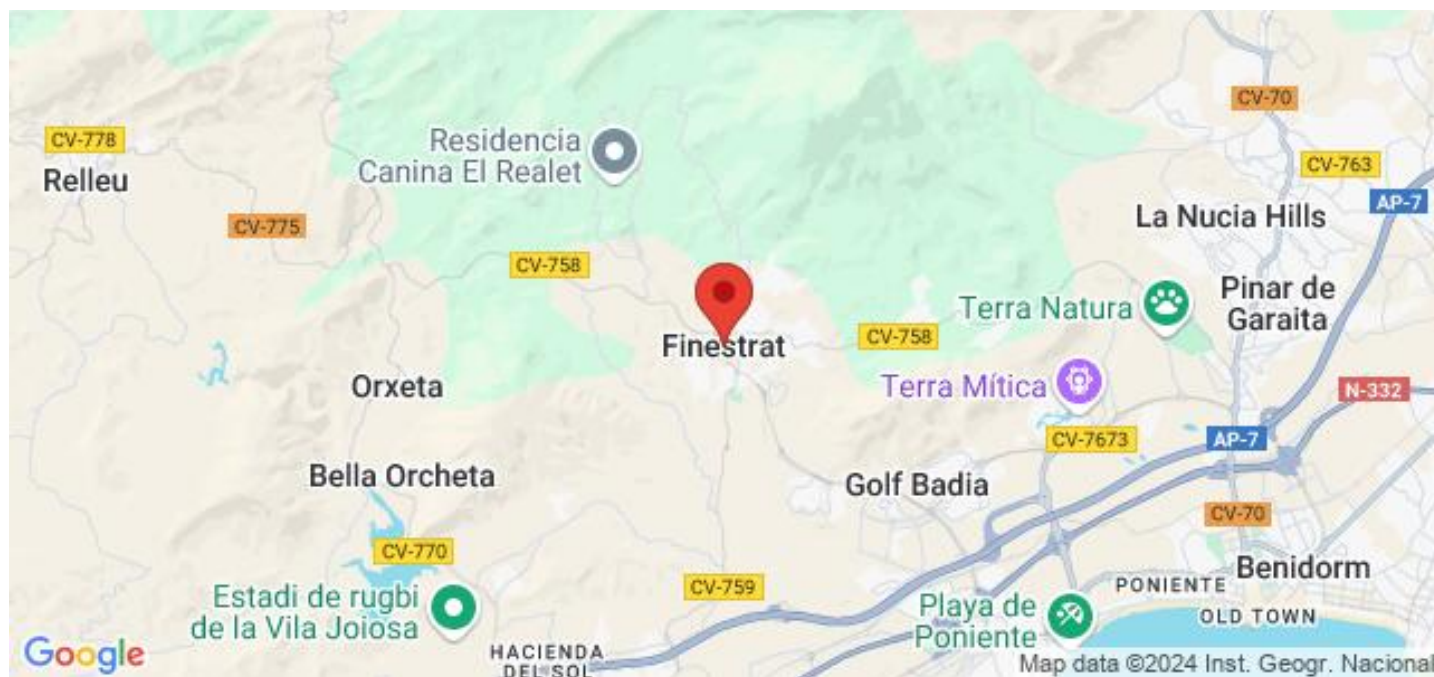 CV-70
CV-778
Residencia
Canina El Realet
CV-763
Relleu
AP-7
La Nucia Hills
CV-775
CV-758
Terra Natura
Pinar de
Garaita
Finestrat
CV-758
Orxeta
Terra Mítica
N-332
CV-7673
AP-7
Bella Orcheta
Golf Badia
CV-70
CV-770
Benidorm
CV-759
PONIENTE
Estadi de rugbi
de la Vila Joiosa
Playa de
Poniente
OLD TOWN
HACIENDA
DEL SOL
Google
Map data ©2024 Inst. Geogr. Nacional